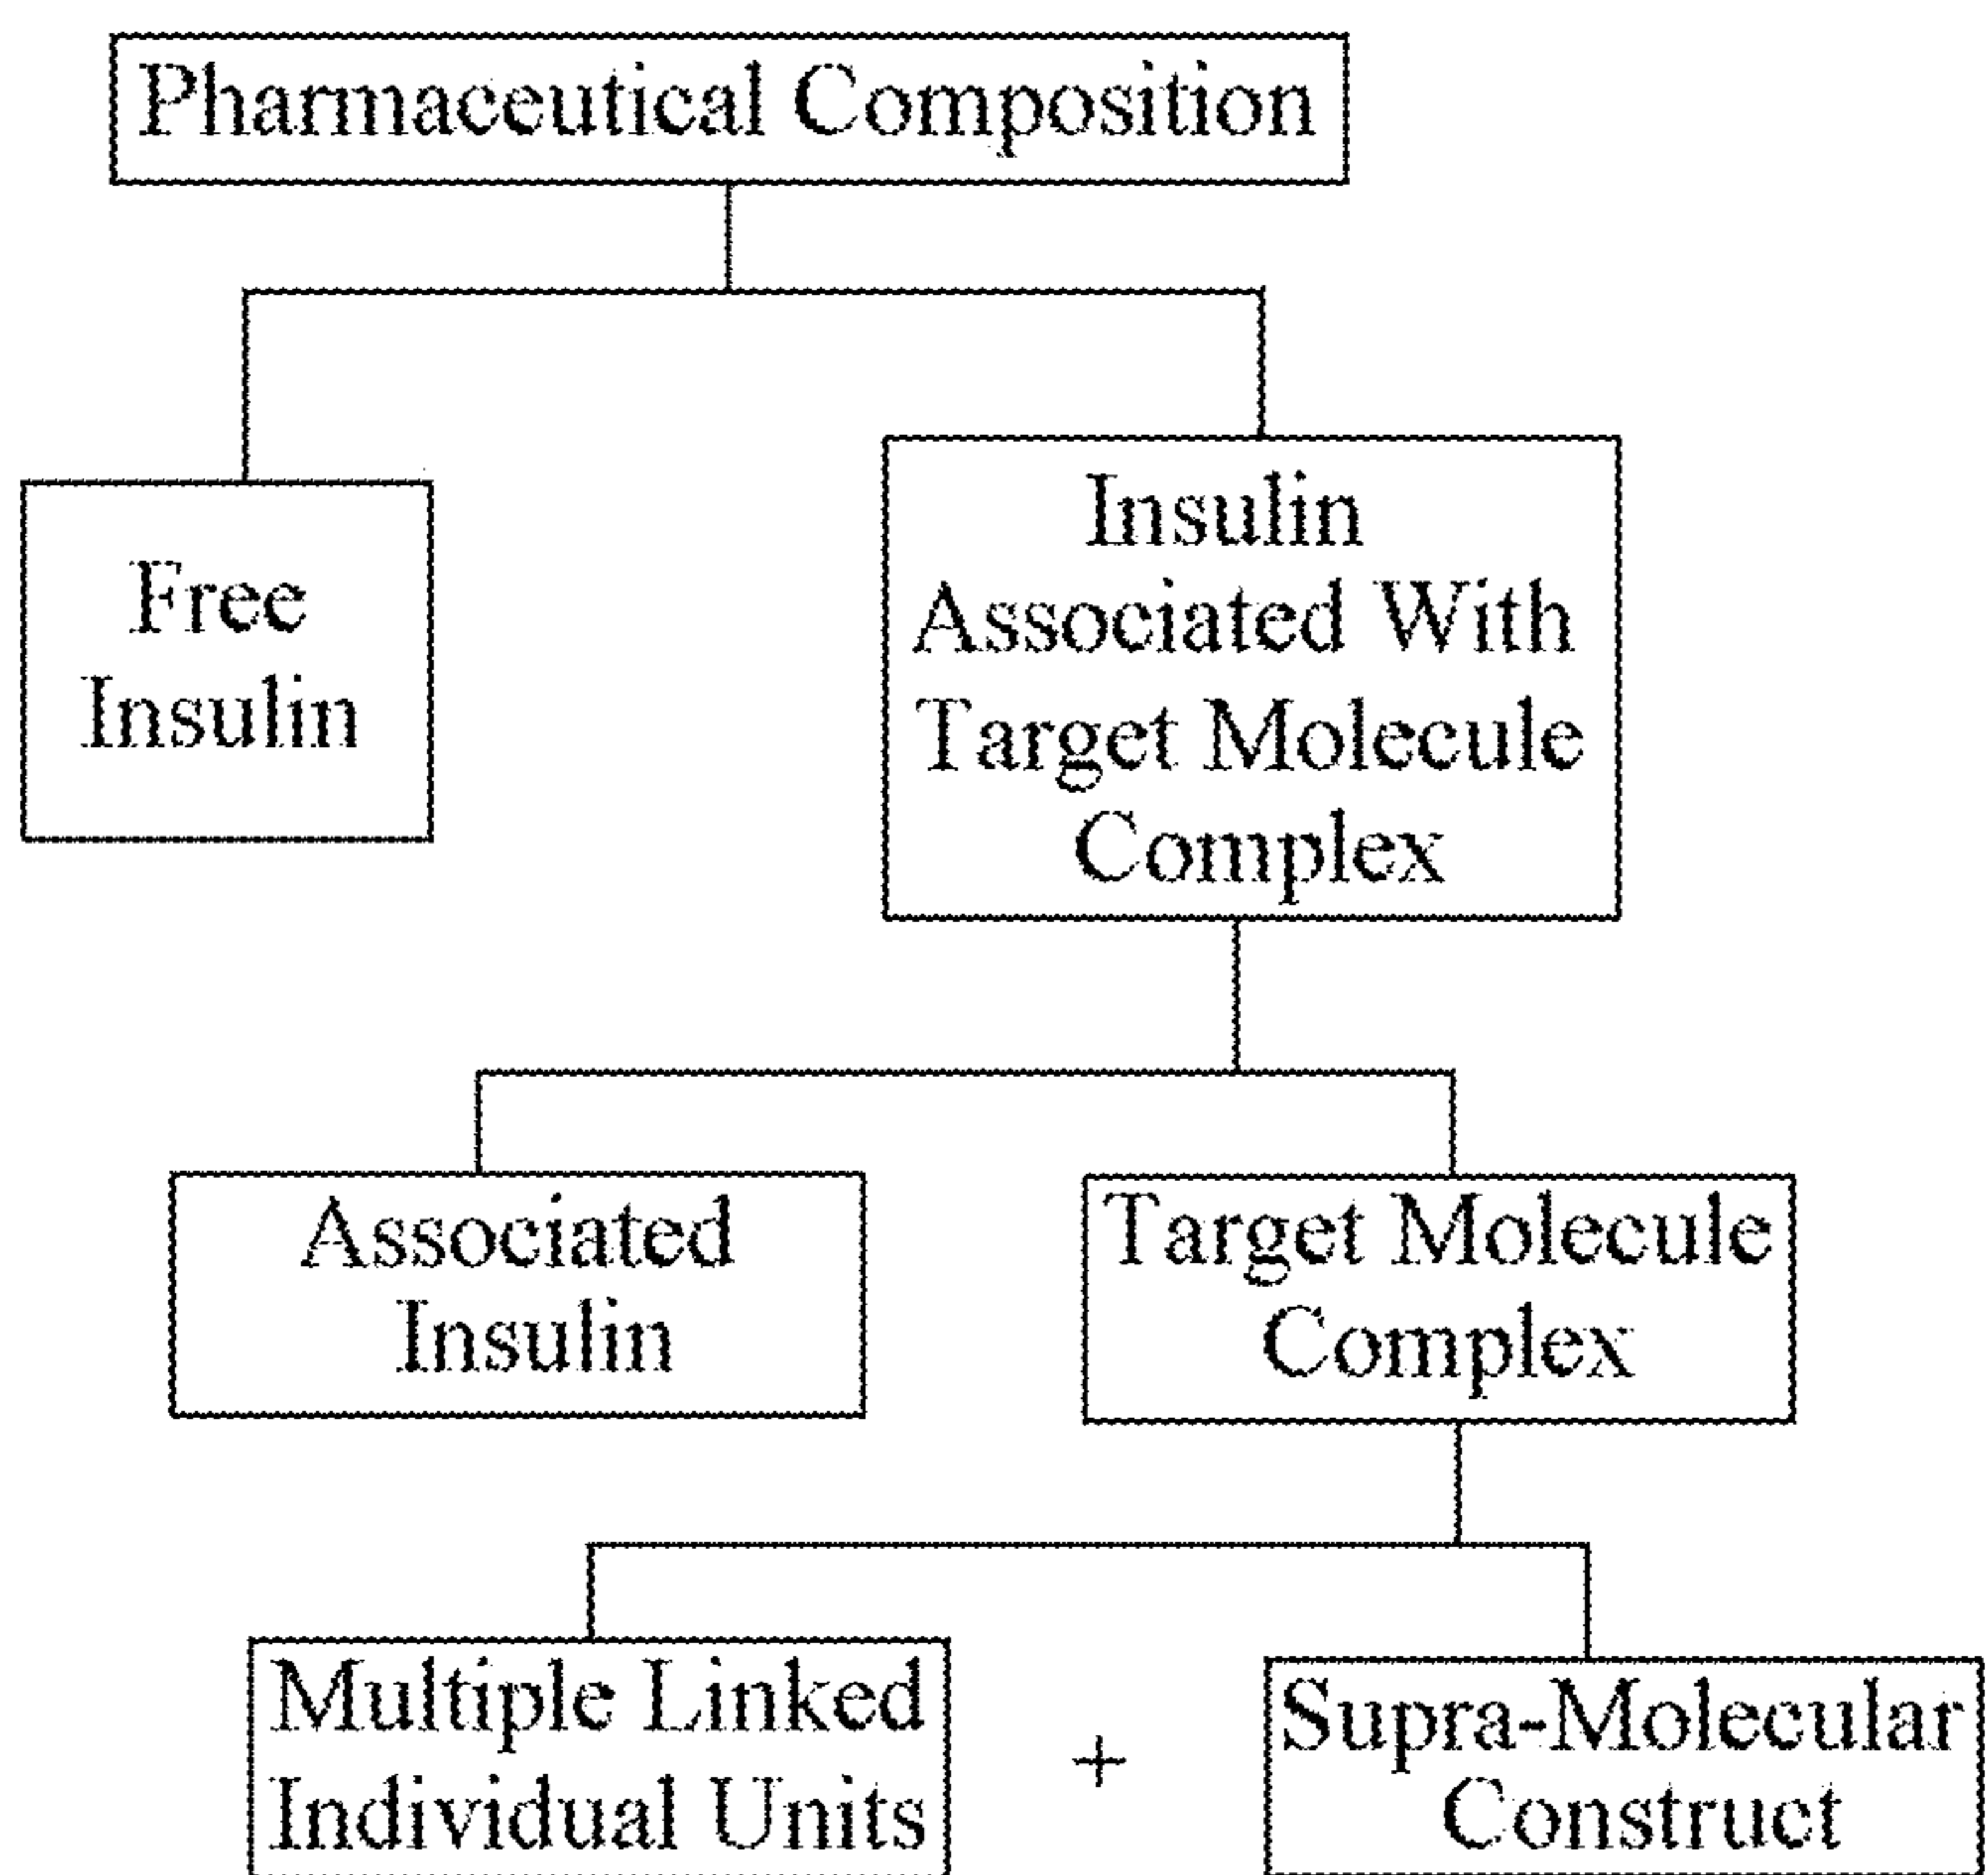 Pharmaceutical Composition
Free
Insulin
Insulin
Associated With
Target Molecule
Complex
Associated
Insulin
Target Molecule
Complex
Multiple Linked
Individual Units
+
Supra-Molecular
Construct